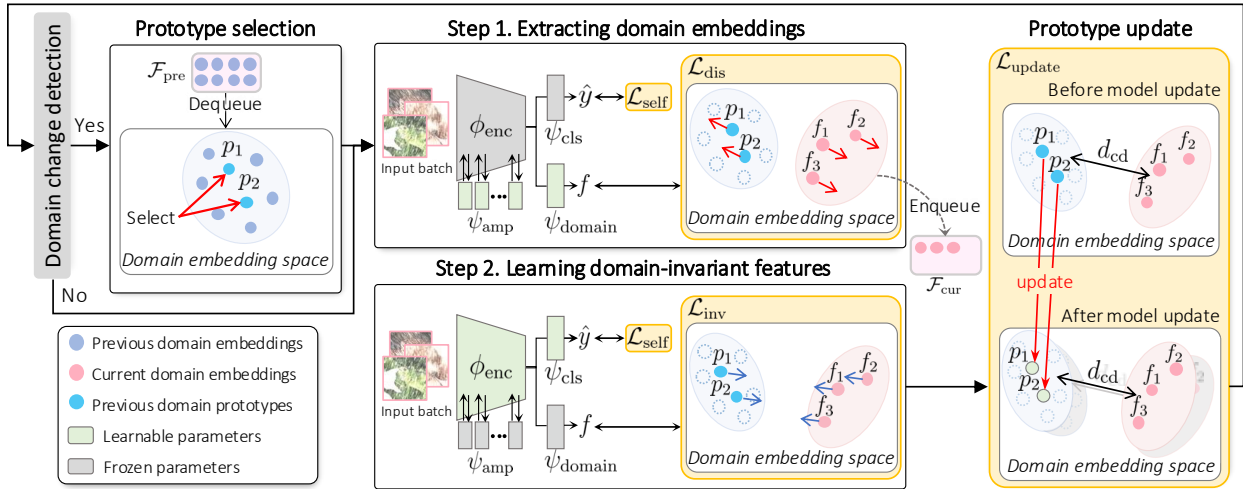 Domain change detection
Yes
No
Prototype selection
F_pre
Dequeue
p_1
p_2
Select
Domain embedding space
Previous domain embeddings
Current domain embeddings
Previous domain prototypes
Learnable parameters
Frozen parameters
Step 1. Extracting domain embeddings
Input batch
ϕ_enc
ψ_amp
ŷ
ψ_cls
f
ψ_domain
L_self
L_dis
p_1
p_2
f_1
f_2
f_3
Domain embedding space
Enqueue
F_cur
Step 2. Learning domain-invariant features
Input batch
ϕ_enc
ψ_amp
ŷ
ψ_cls
f
ψ_domain
L_self
L_inv
p_1
p_2
f_1
f_2
f_3
Domain embedding space
Prototype update
L_update
Before model update
p_1
p_2
d_cd
f_1
f_2
f_3
Domain embedding space
update
After model update
p_1
p_2
d_cd
f_1
f_2
f_3
Domain embedding space